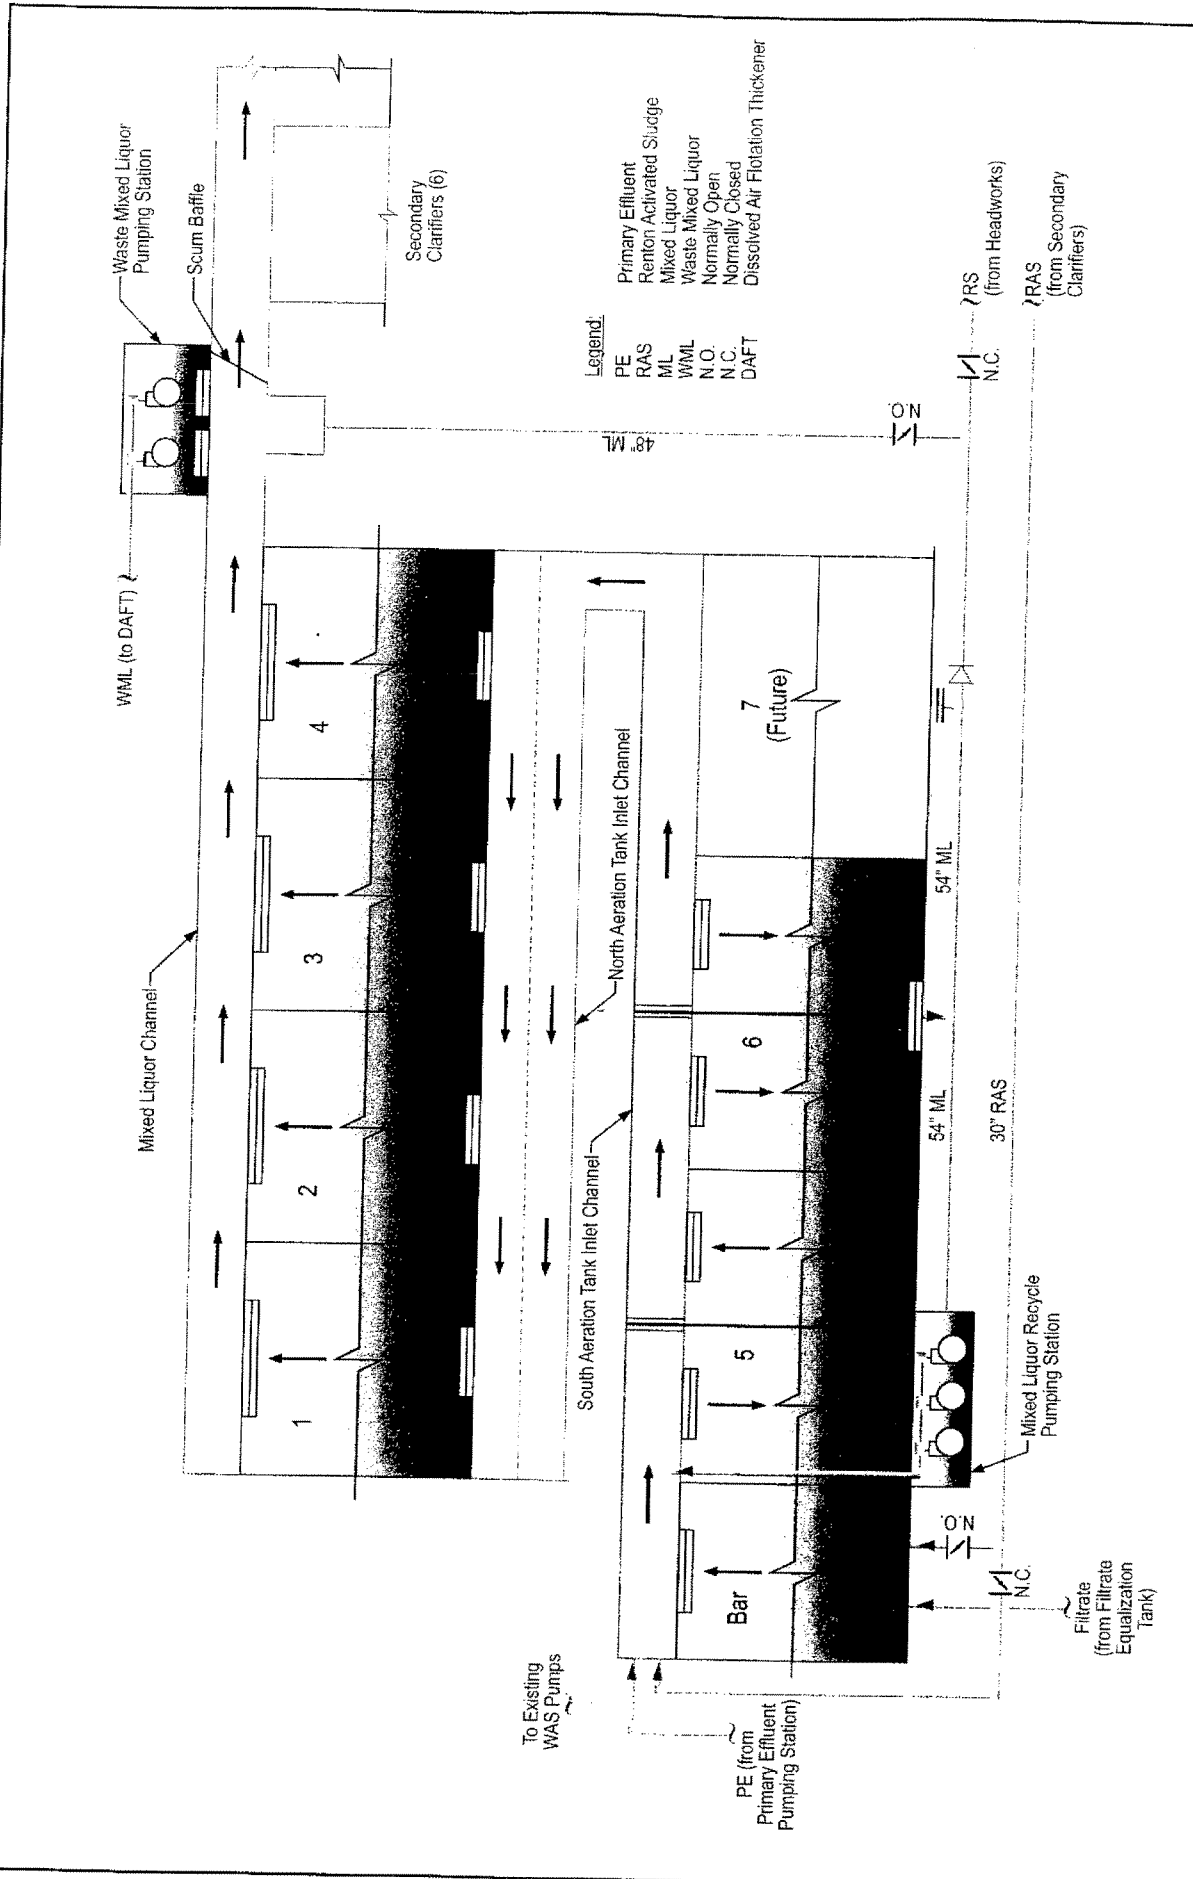 WML (to DAFT)
Waste Mixed Liquor
Pumping Station
Scum Baffle
Mixed Liquor Channel
Secondary
Clarifiers (6)
1
2
3
4
48" ML
N.O.
Legend:
PE Primary Effluent
RAS Renton Activated Sludge
ML Mixed Liquor
WML Waste Mixed Liquor
N.O. Normally Open
N.C. Normally Closed
DAFT Dissolved Air Flotation Thickener
North Aeration Tank Inlet Channel
South Aeration Tank Inlet Channel
To Existing
WAS Pumps
Bar
5
6
7
(Future)
PE (from
Primary Effluent
Pumping Station)
54" ML
54" ML
30" RAS
RS
(from Headworks)
N.C.
RAS
(from Secondary
Clarifiers)
N.O.
N.C.
Mixed Liquor Recycle
Pumping Station
Filtrate
(from Filtrate
Equalization
Tank)